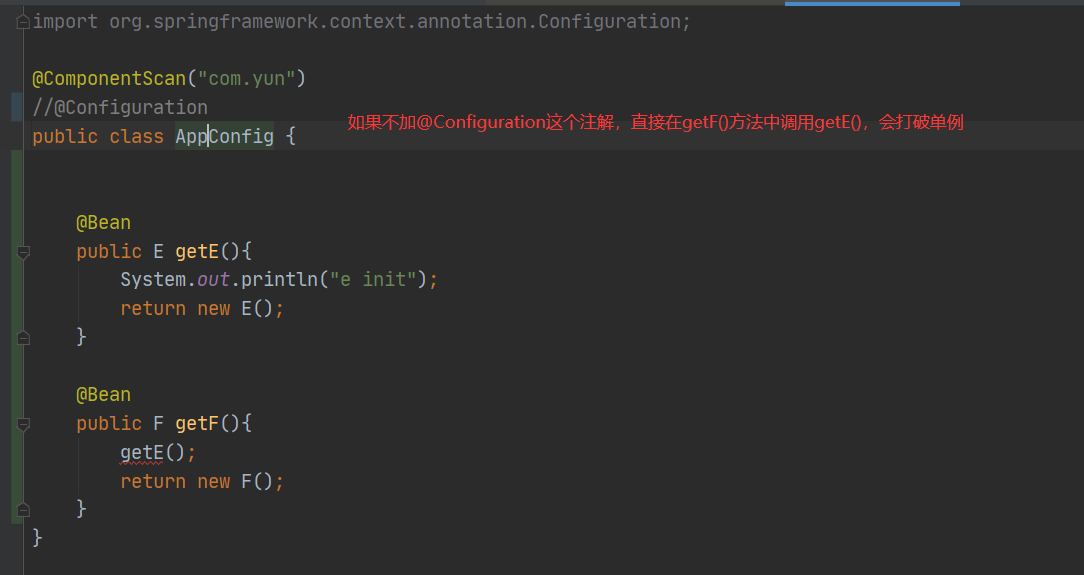 import org.springframework.context.annotation.Configuration;
@ComponentScan("com.yun")
//@Configuration
public class AppConfig {
如果不加@Configuration这个注解，直接在getF()方法中调用getE()，会打破单例
@Bean
public E getE(){
System.out.println("e init");
return new E();
}
@Bean
public F getF(){
getE();
return new F();
}
}